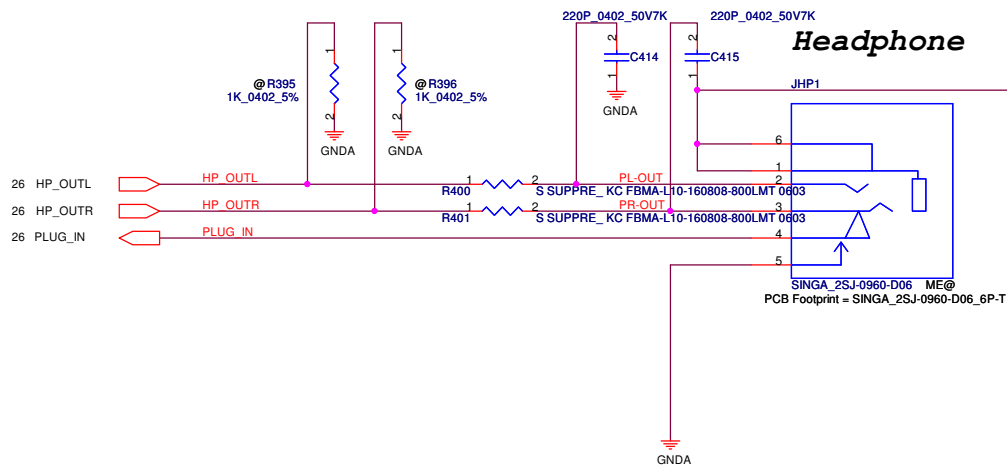 220P_0402_50V7K
220P_0402_50V7K
Headphone
2
C414
1
GNDA
2
C415
1
JHP1
1
@ R395
1K_0402_5%
2
GNDA
1
@ R396
1K_0402_5%
2
GNDA
6
1
26 HP_OUTL
HP_OUTL
1
2
R400
PL-OUT
2
S SUPPRE_ KC FBMA-L10-160808-800LMT 0603
26 HP_OUTR
HP_OUTR
1
2
R401
PR-OUT
3
S SUPPRE_ KC FBMA-L10-160808-800LMT 0603
26 PLUG_IN
PLUG_IN
4
5
SINGA_2SJ-0960-D06 ME@
PCB Footprint = SINGA_2SJ-0960-D06_6P-T
GNDA